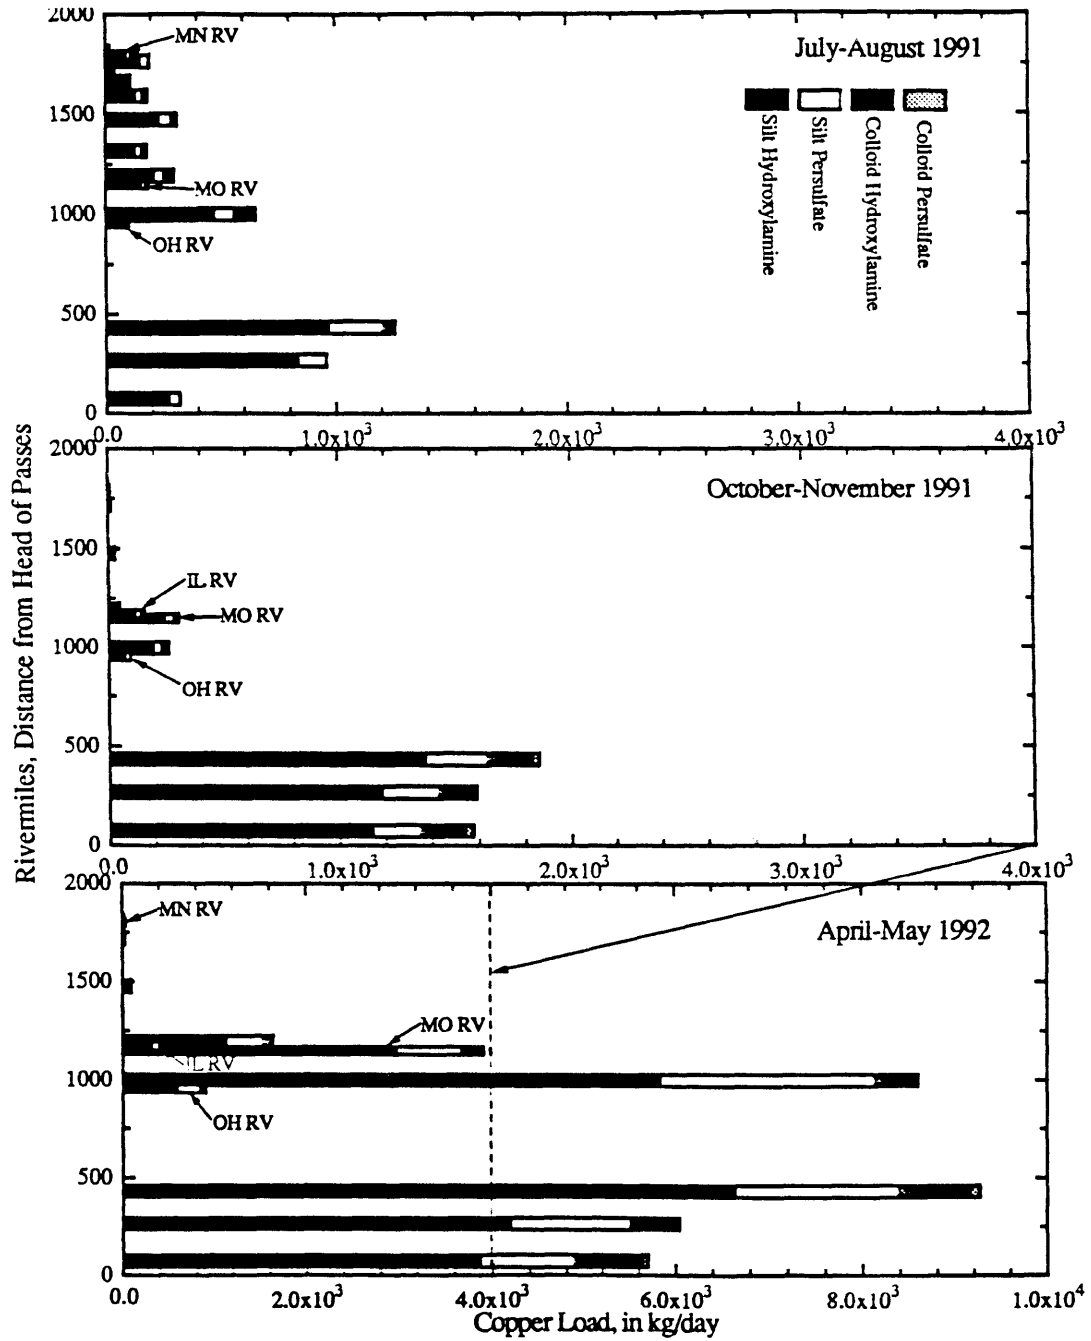 Rivermiles, Distance from Head of Passes
2000
MN RV
July-August 1991
Silt Hydroxylamine
Silt Persulfate
Colloid Hydroxylamine
Colloid Persulfate
1500
MO RV
1000
OH RV
500
0
0.0
1.0x10³
2.0x10³
3.0x10³
4.0x10³
2000
October-November 1991
1500
IL RV
MO RV
1000
OH RV
500
0
0.0
1.0x10³
2.0x10³
3.0x10³
4.0x10³
2000
MN RV
April-May 1992
1500
MO RV
IL RV
1000
OH RV
500
0
0.0
2.0x10³
4.0x10³
6.0x10³
8.0x10³
1.0x10⁴
Copper Load, in kg/day